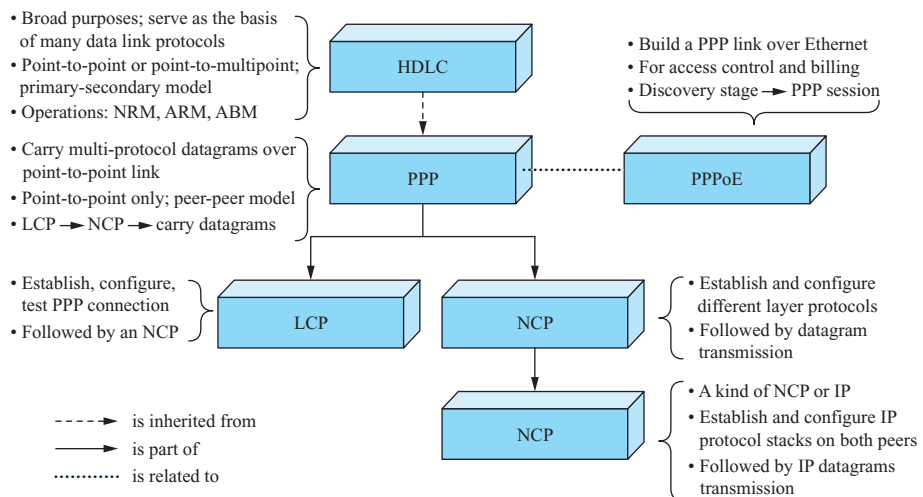 • Broad purposes; serve as the basis
of many data link protocols
• Point-to-point or point-to-multipoint;
primary-secondary model
• Operations: NRM, ARM, ABM
HDLC
• Build a PPP link over Ethernet
• For access control and billing
• Discovery stage → PPP session
• Carry multi-protocol datagrams over
point-to-point link
• Point-to-point only; peer-peer model
• LCP → NCP → carry datagrams
PPP
PPPoE
• Establish, configure,
test PPP connection
• Followed by an NCP
LCP
NCP
• Establish and configure
different layer protocols
• Followed by datagram
transmission
NCP
• A kind of NCP or IP
• Establish and configure IP
protocol stacks on both peers
• Followed by IP datagrams
transmission
is inherited from
is part of
is related to